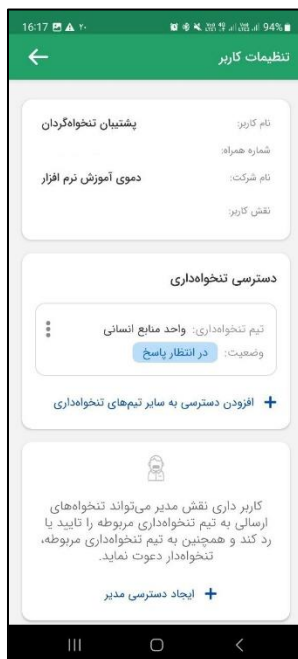 16:17 94%
تنظیمات کاربر
نام کاربر: پشتیبان تنخواه‌گردان
شماره همراه:
نام شرکت: دموی آموزش نرم افزار
نقش کاربر:
دسترسی تنخواه‌داری
تیم تنخواه‌داری: واحد منابع انسانی
وضعیت: در انتظار پاسخ
+ افزودن دسترسی به سایر تیم‌های تنخواه‌داری
کاربر داری نقش مدیر می‌تواند تنخواه‌های
ارسالی به تیم تنخواه‌داری مربوطه را تایید یا
رد کند و همچنین به تیم تنخواه‌داری مربوطه،
تنخواه‌دار دعوت نماید.
+ ایجاد دسترسی مدیر